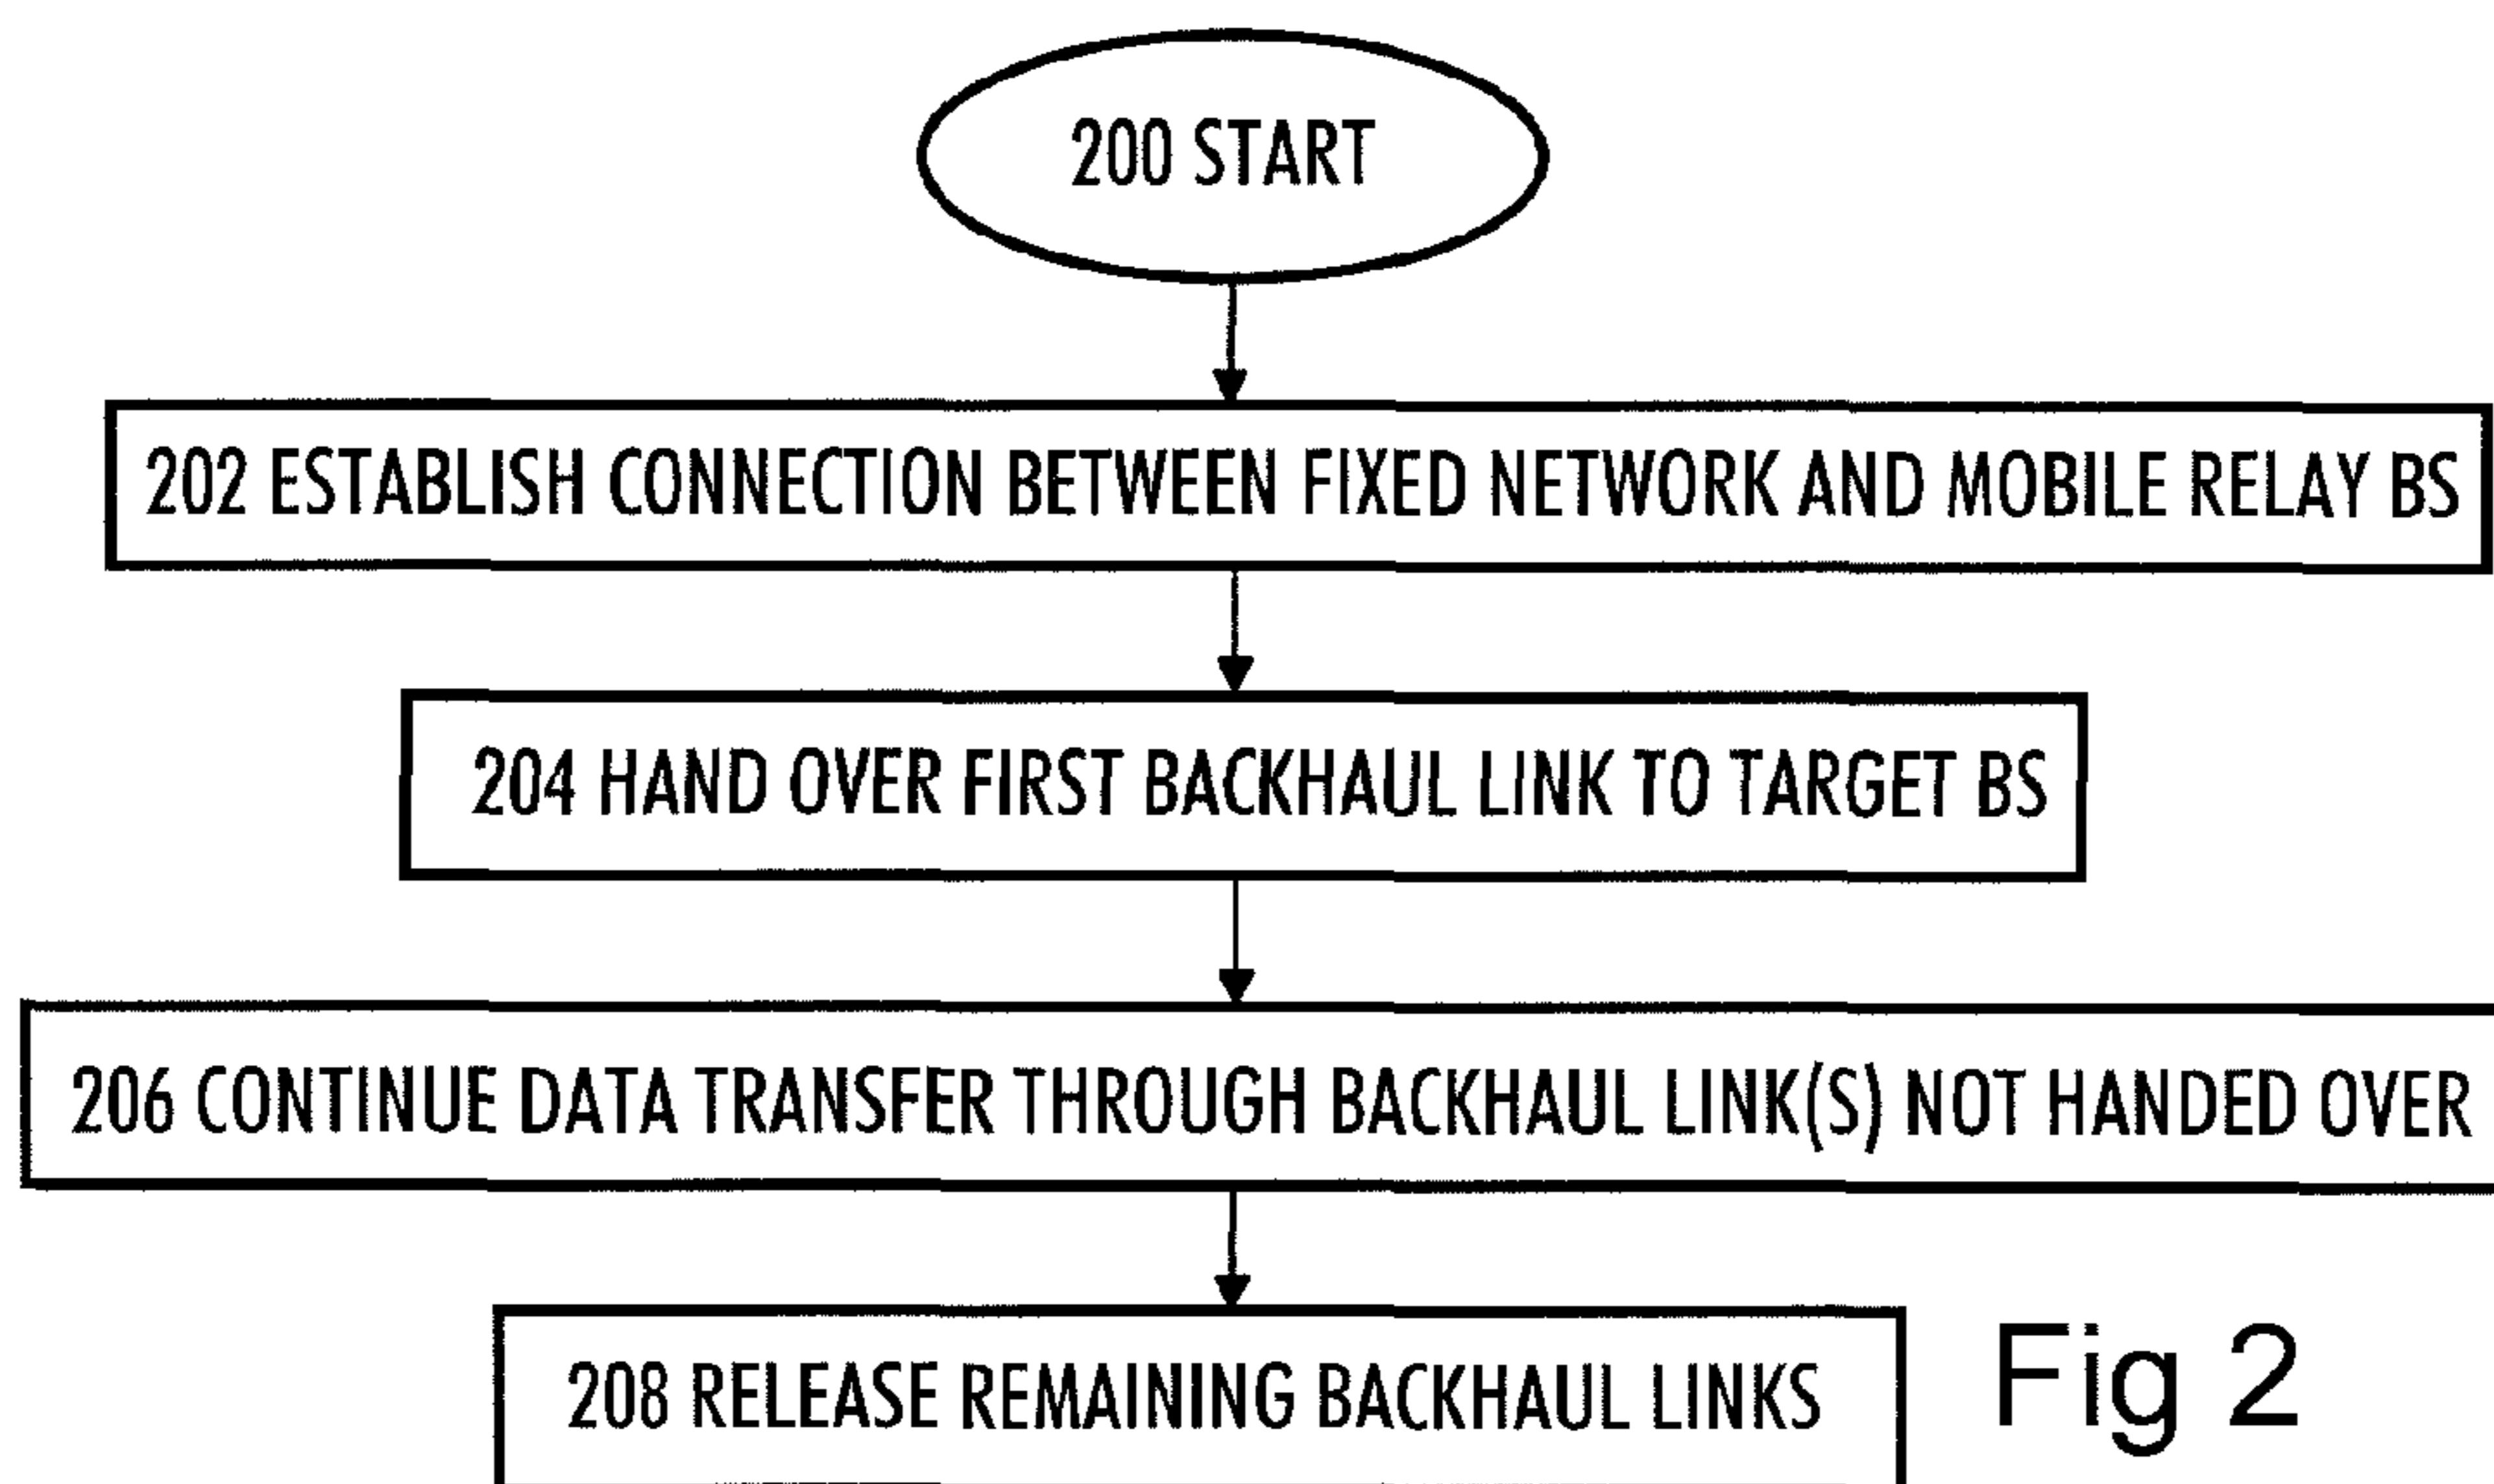 200 START
202 ESTABLISH CONNECTION BETWEEN FIXED NETWORK AND MOBILE RELAY BS
204 HAND OVER FIRST BACKHAUL LINK TO TARGET BS
206 CONTINUE DATA TRANSFER THROUGH BACKHAUL LINK(S) NOT HANDED OVER
208 RELEASE REMAINING BACKHAUL LINKS
Fig 2